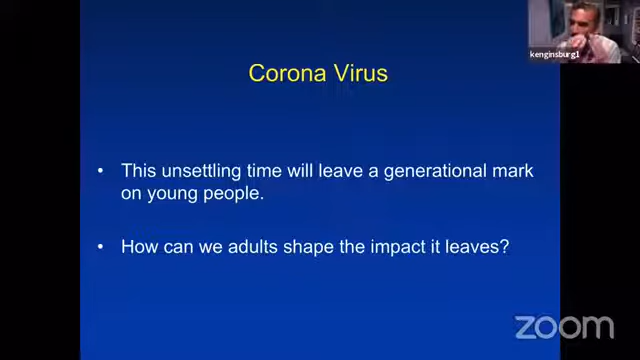 kenginsburg1
Corona Virus
• This unsettling time will leave a generational mark
on young people.
• How can we adults shape the impact it leaves?
zoom